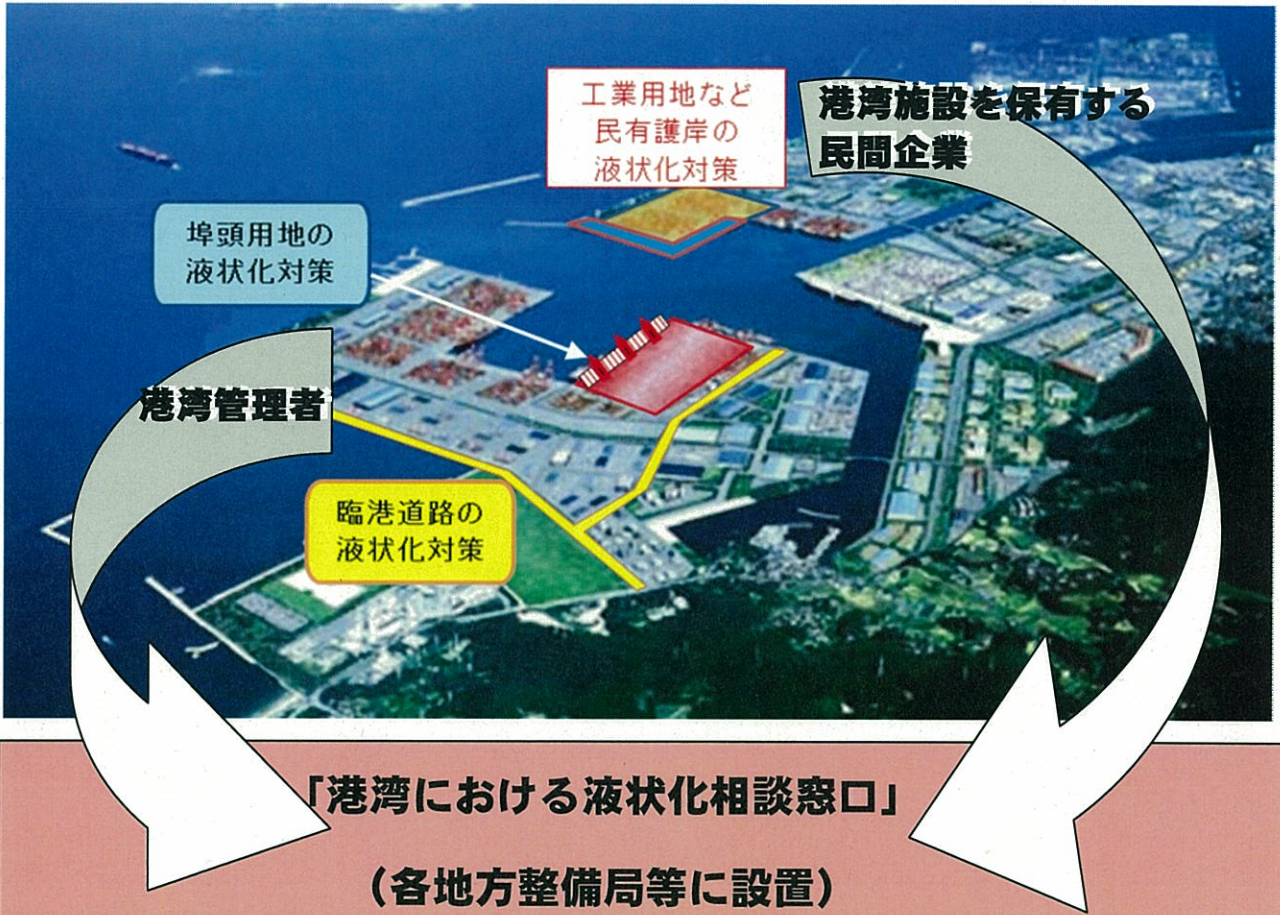 工業用地など
民有護岸の
液状化対策
港湾施設を保有する
民間企業
埠頭用地の
液状化対策
港湾管理者
臨港道路の
液状化対策
「港湾における液状化相談窓口」
（各地方整備局等に設置）